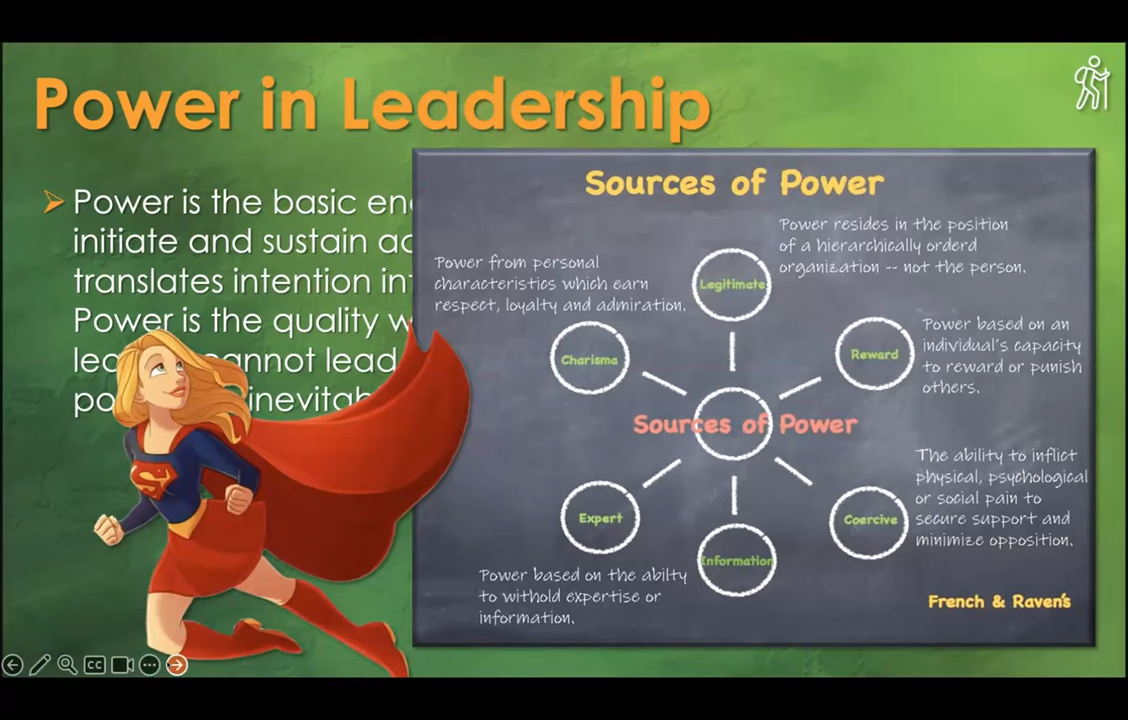 Power in Leadership
Power is the basic en
initiate and sustain ac
translates intention in
Power is the quality w
cannot lead
inevitab
Sources of Power
Power resides in the position
of a hierarchically orderd
organization -- not the person.
Legitimate
Power from personal
characteristics which earn
respect, loyalty and admiration.
Charisma
Reward
Power based on an
individual's capacity
to reward or punish
others.
Sources of Power
The ability to inflict
physical, psychological
or social pain to
secure support and
minimize opposition.
Expert
Coercive
Information
Power based on the abilty
to withold expertise or
information.
French & Raven's
S
CC